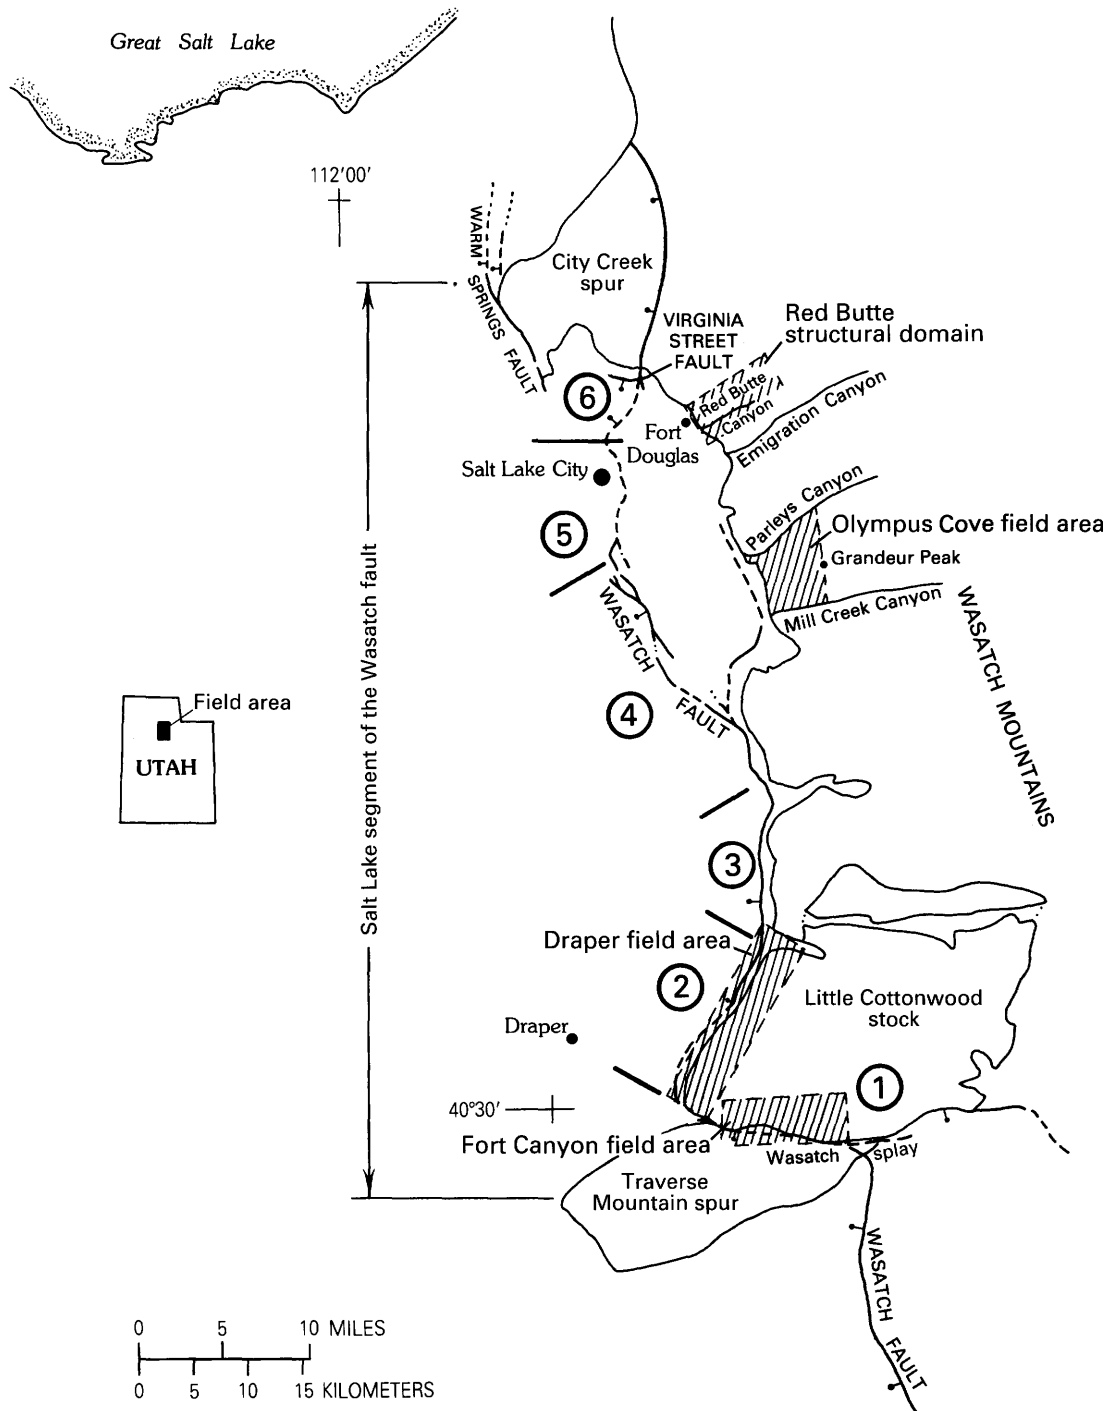 Great Salt Lake
112°00'
WARM
SPRINGS FAULT
City Creek
spur
VIRGINIA
STREET
FAULT
Red Butte
structural domain
6
Red Butte
Canyon
Emigration Canyon
Fort
Douglas
Salt Lake City
Parleys Canyon
5
Olympus Cove field area
Grandeur Peak
Mill Creek Canyon
WASATCH
FAULT
WASATCH MOUNTAINS
Salt Lake segment of the Wasatch fault
Field area
UTAH
4
3
Draper field area
2
Little Cottonwood
stock
Draper
1
40°30'
Fort Canyon field area
Wasatch splay
Traverse
Mountain spur
WASATCH FAULT
0 5 10 MILES
0 5 10 15 KILOMETERS